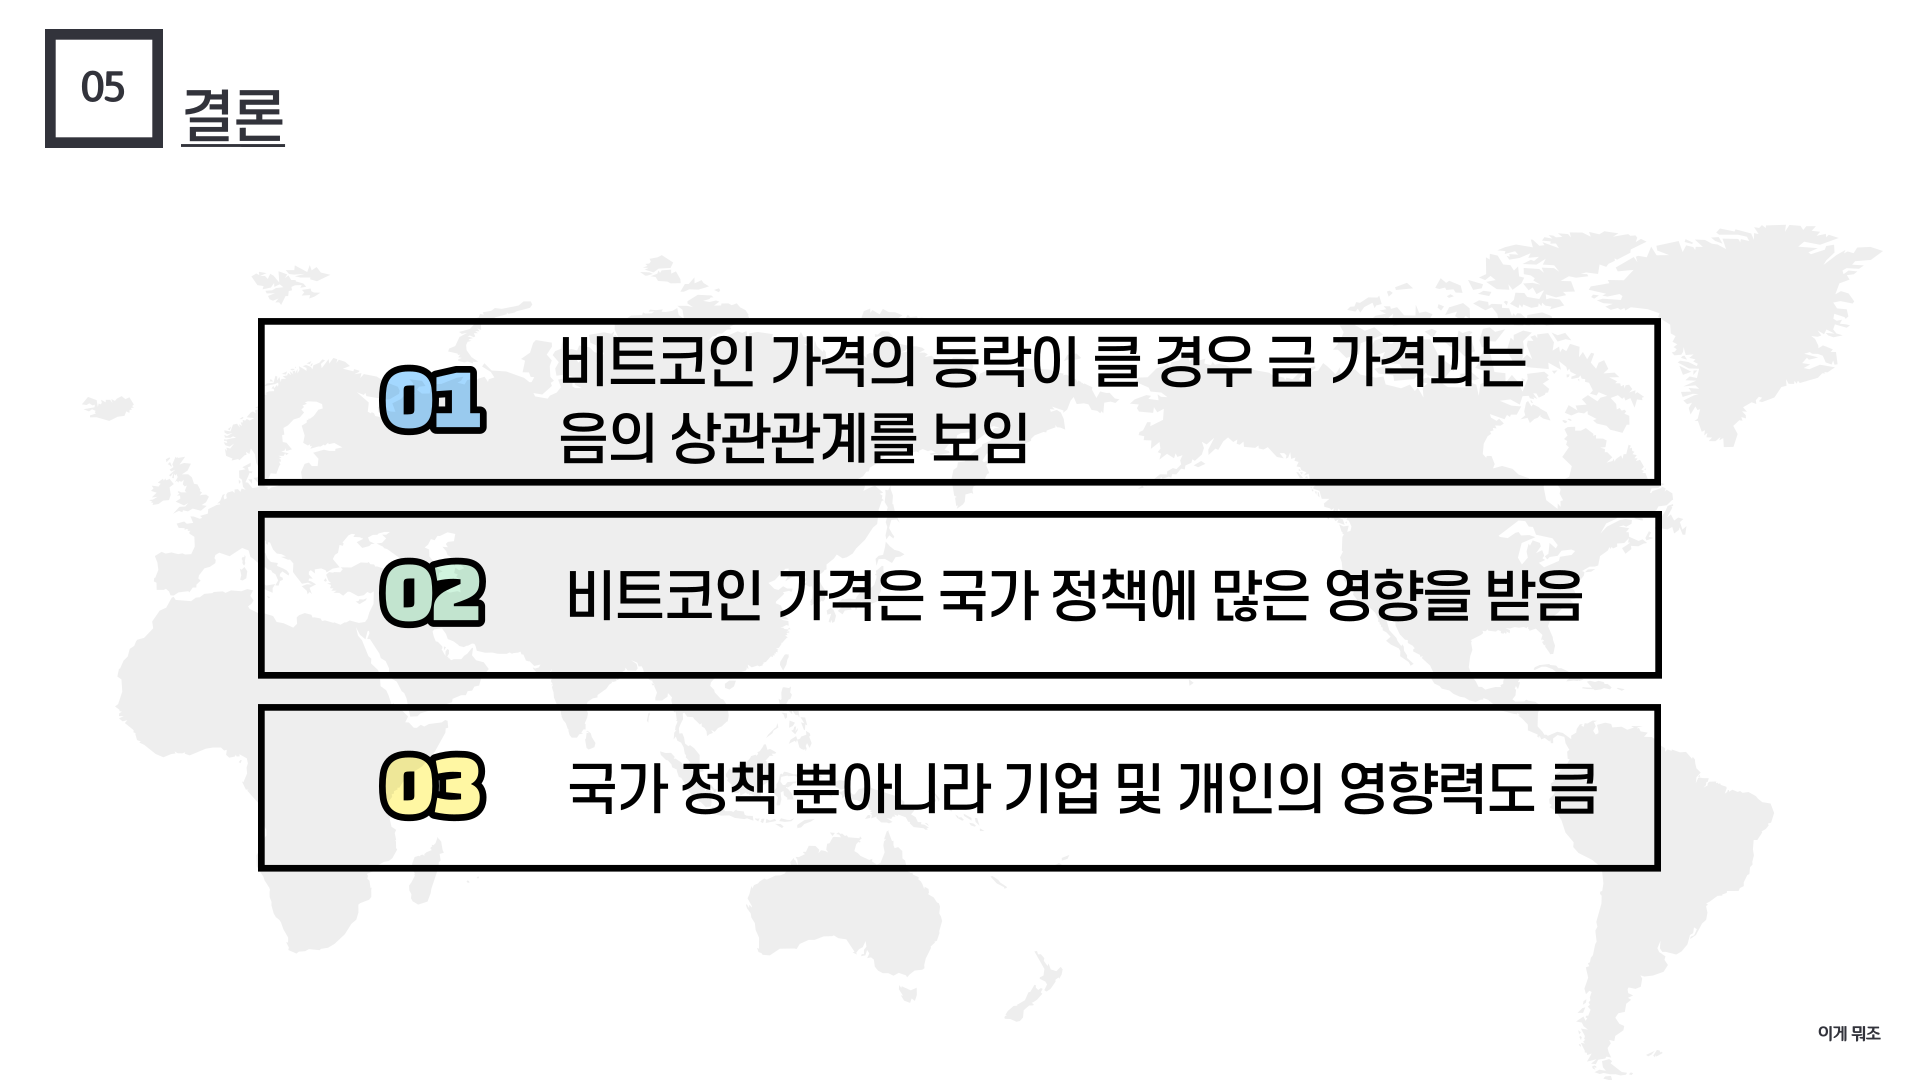 05
결론
01
비트코인 가격의 등락이 클 경우 금 가격과는
음의 상관관계를 보임
02
비트코인 가격은 국가 정책에 많은 영향을 받음
03
국가 정책 뿐아니라 기업 및 개인의 영향력도 큼
이게 뭐조